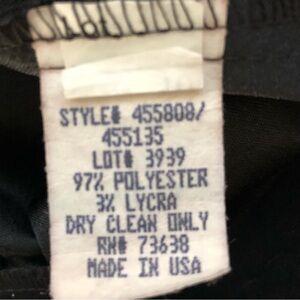 STYLE# 455808/
455135
LOT# 3939
97% POLYESTER
3% LYCRA
DRY CLEAN ONLY
RN# 73638
MADE IN USA